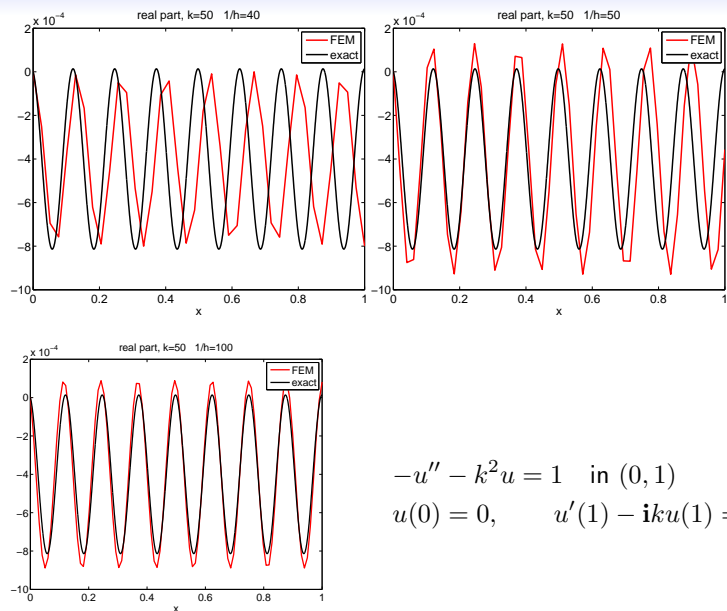 real part, k=50 1/h=40
x 10⁻⁴
2
0
−2
−4
−6
−8
−10
0 0.2 0.4 0.6 0.8 1
x
FEM
exact
real part, k=50 1/h=50
x 10⁻⁴
2
0
−2
−4
−6
−8
−10
0 0.2 0.4 0.6 0.8 1
x
FEM
exact
real part, k=50 1/h=100
x 10⁻⁴
2
0
−2
−4
−6
−8
−10
0 0.2 0.4 0.6 0.8 1
x
FEM
exact
−u′′ − k²u = 1 in (0, 1)
u(0) = 0, u′(1) − iku(1) =